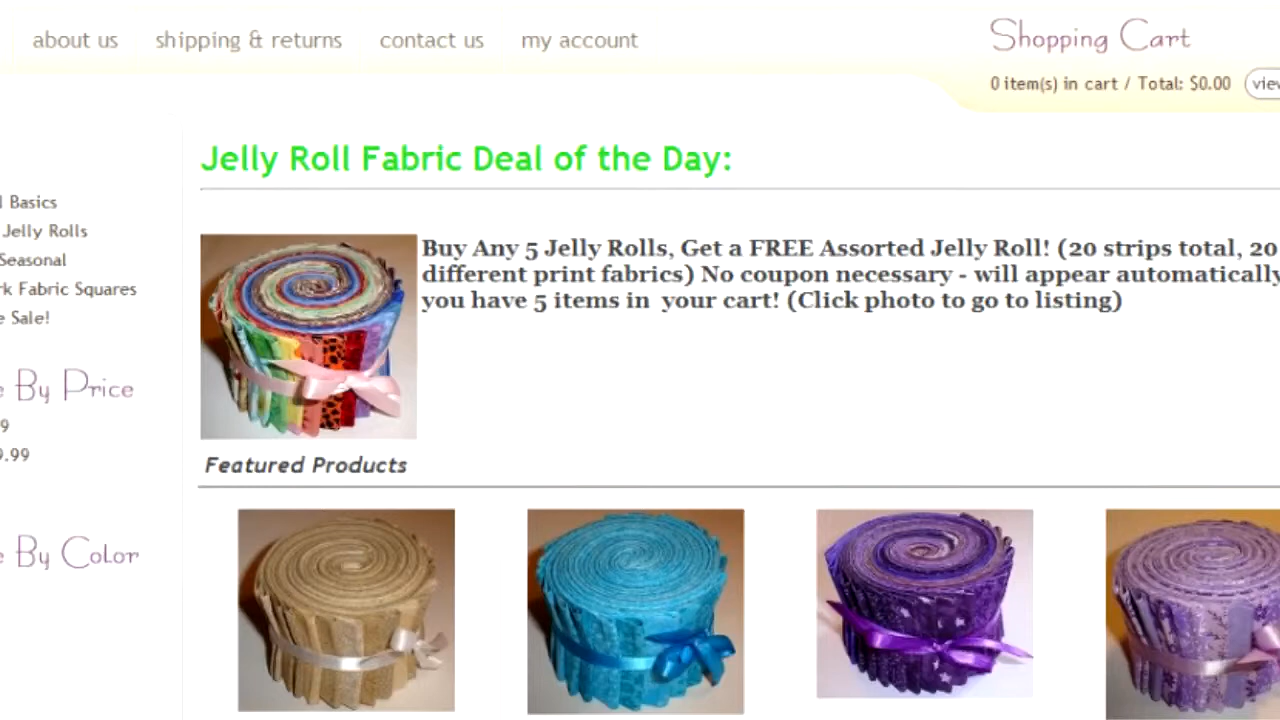 about us shipping & returns contact us my account
Shopping Cart
0 item(s) in cart / Total: $0.00
Jelly Roll Fabric Deal of the Day:
Basics
Jelly Rolls
Seasonal
Fabric Squares
Sale!
By Price
9
9.99
By Color
Buy Any 5 Jelly Rolls, Get a FREE Assorted Jelly Roll! (20 strips total, 20
different print fabrics) No coupon necessary - will appear automatically
you have 5 items in your cart! (Click photo to go to listing)
Featured Products